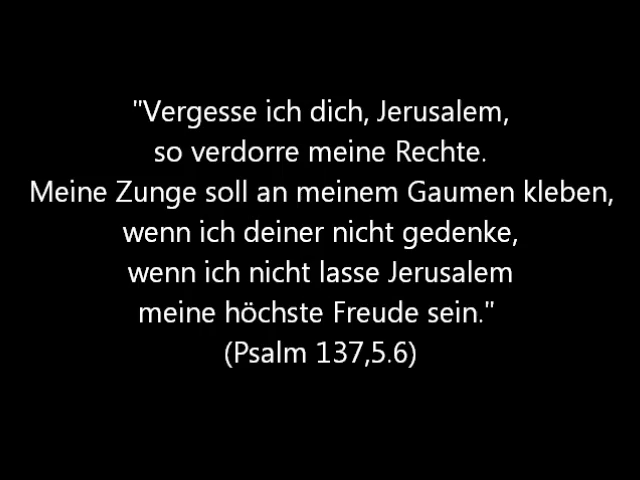 "Vergesse ich dich, Jerusalem,
so verdorre meine Rechte.
Meine Zunge soll an meinem Gaumen kleben,
wenn ich deiner nicht gedenke,
wenn ich nicht lasse Jerusalem
meine höchste Freude sein."
(Psalm 137,5.6)